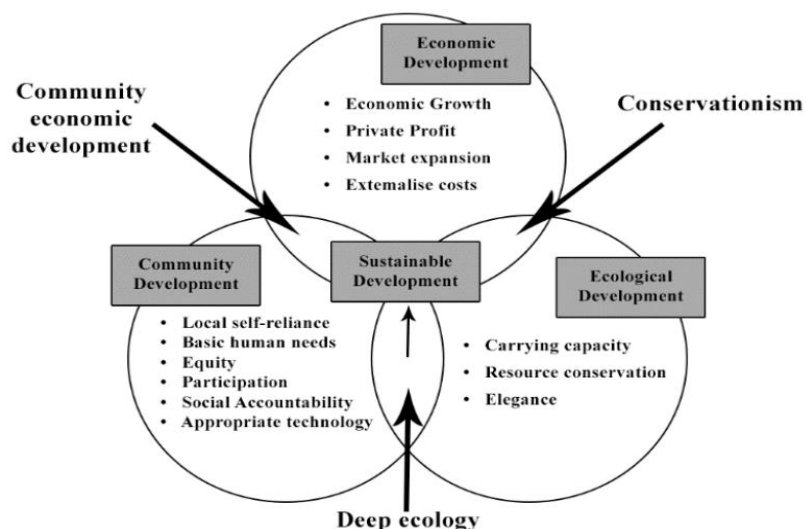 Economic
Development
Community
economic
development
Conservationism
• Economic Growth
• Private Profit
• Market expansion
• Extemalise costs
Community
Development
Sustainable
Development
Ecological
Development
• Local self-reliance
• Basic human needs
• Equity
• Participation
• Social Accountability
• Appropriate technology
• Carrying capacity
• Resource conservation
• Elegance
Deep ecology